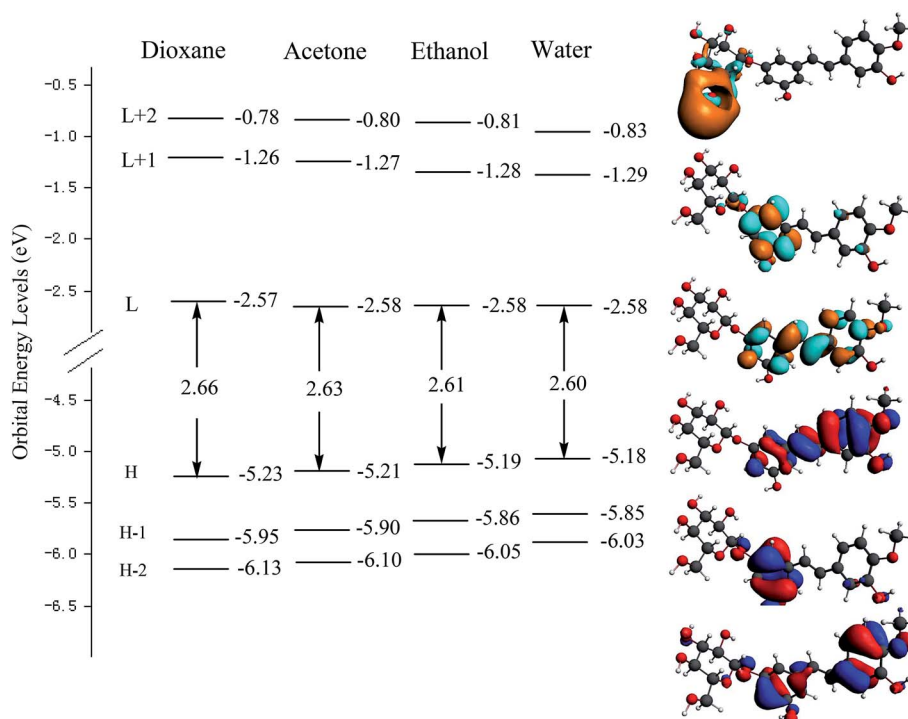 Dioxane Acetone Ethanol Water
Orbital Energy Levels (eV)
-0.5
-1.0
-1.5
-2.0
-2.5
-4.5
-5.0
-5.5
-6.0
-6.5
L+2 -0.78 -0.80 -0.81 -0.83
L+1 -1.26 -1.27 -1.28 -1.29
L -2.57 -2.58 -2.58 -2.58
2.66 2.63 2.61 2.60
H -5.23 -5.21 -5.19 -5.18
H-1 -5.95 -5.90 -5.86 -5.85
H-2 -6.13 -6.10 -6.05 -6.03